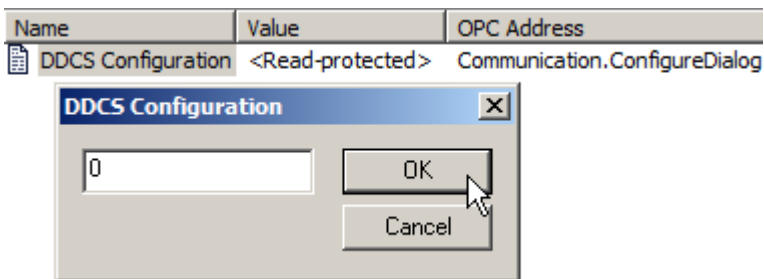 Name Value OPC Address
DDCS Configuration <Read-protected> Communication.ConfigureDialog
DDCS Configuration
0 OK
Cancel